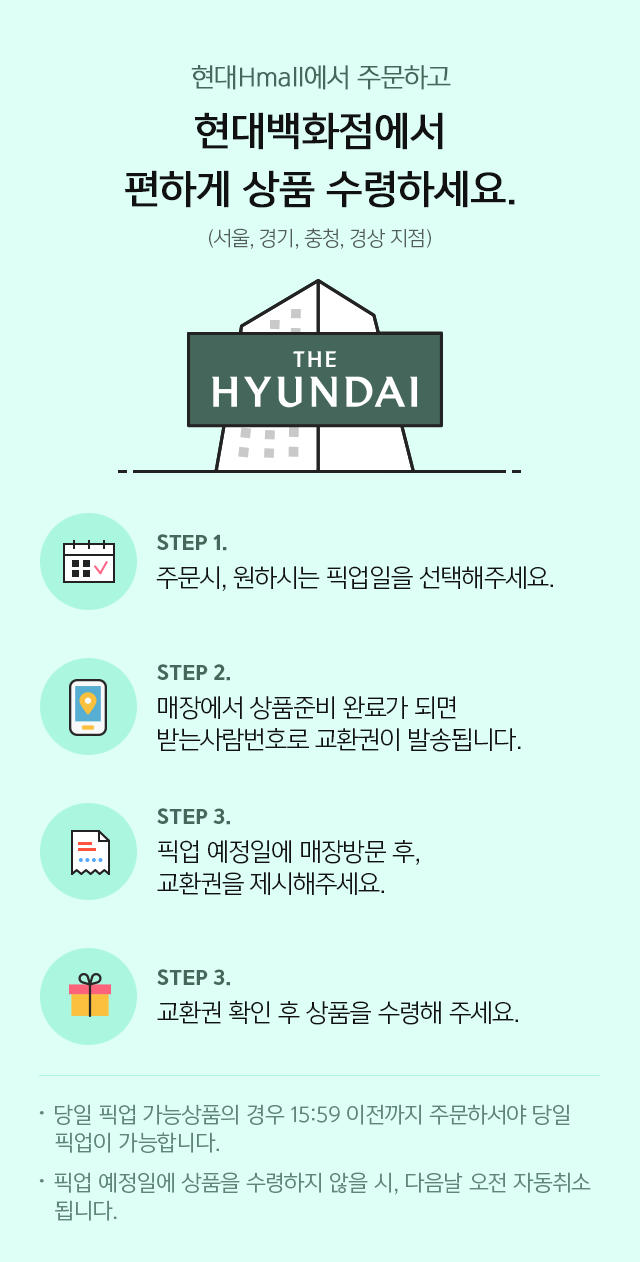 현대Hmall에서 주문하고
현대백화점에서
편하게 상품 수령하세요.
(서울, 경기, 충청, 경상 지점)
THE
HYUNDAI
STEP 1.
주문시, 원하시는 픽업일을 선택해주세요.
STEP 2.
매장에서 상품준비 완료가 되면
받는사람번호로 교환권이 발송됩니다.
STEP 3.
픽업 예정일에 매장방문 후,
교환권을 제시해주세요.
STEP 3.
교환권 확인 후 상품을 수령해 주세요.
· 당일 픽업 가능상품의 경우 15:59 이전까지 주문하서야 당일
픽업이 가능합니다.
· 픽업 예정일에 상품을 수령하지 않을 시, 다음날 오전 자동취소
됩니다.